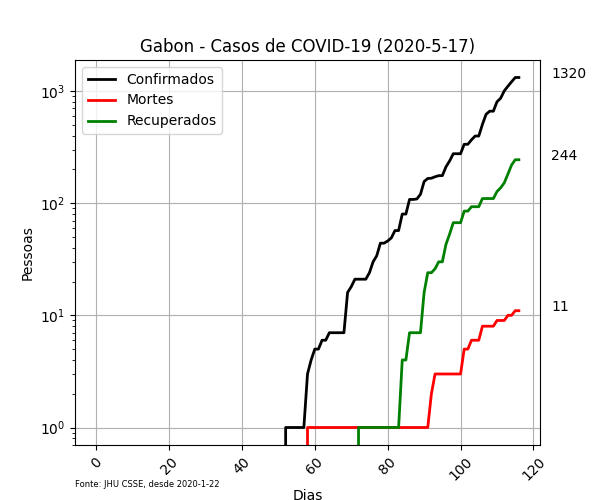 Gabon - Casos de COVID-19 (2020-5-17)
Confirmados
Mortes
Recuperados
1320
244
11
10³
10²
10¹
10⁰
Pessoas
0 20 40 60 80 100 120
Dias
Fonte: JHU CSSE, desde 2020-1-22